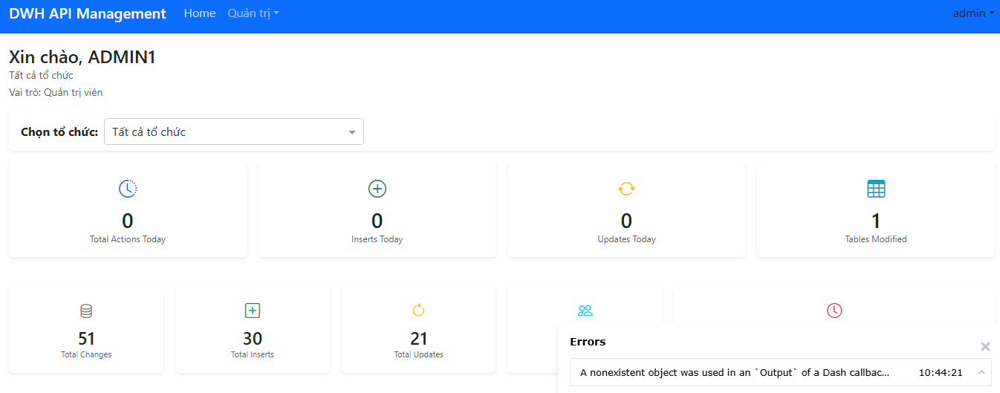 DWH API Management Home Quản trị admin
Xin chào, ADMIN1
Tất cả tổ chức
Vai trò: Quản trị viên
Chọn tổ chức: Tất cả tổ chức
0 0 0 1
Total Actions Today Inserts Today Updates Today Tables Modified
51 30 21
Total Changes Total Inserts Total Updates
Errors
A nonexistent object was used in an `Output` of a Dash callbac... 10:44:21